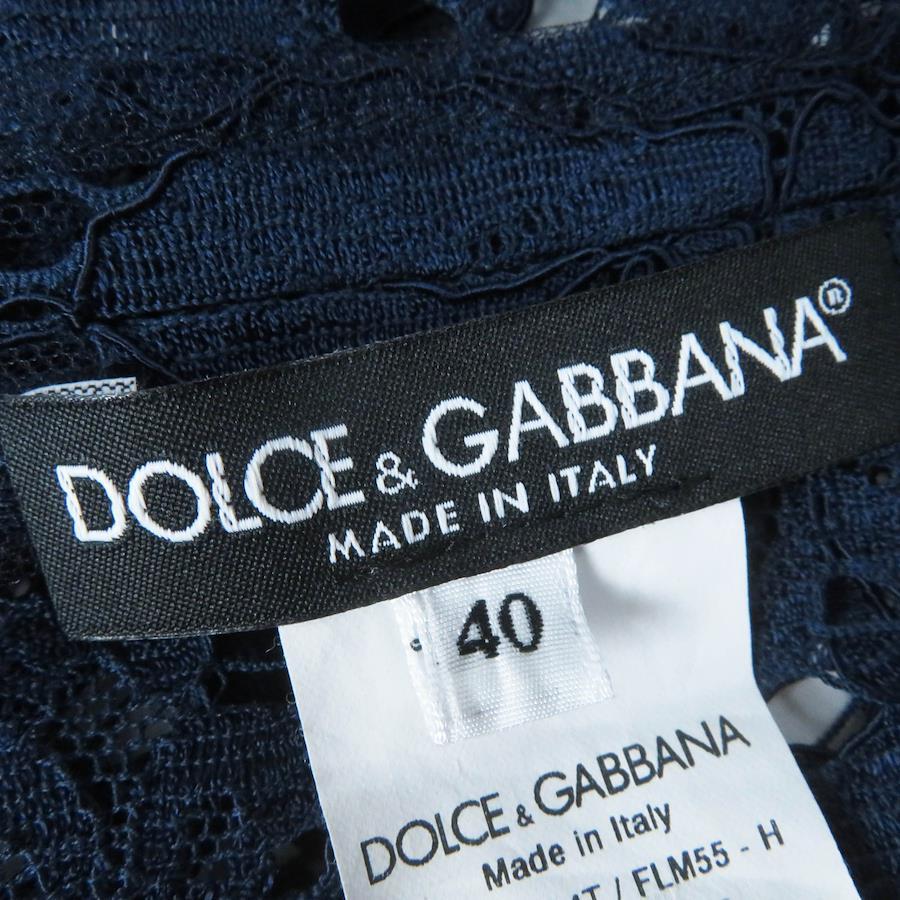 DOLCE & GABBANA®
MADE IN ITALY
40
DOLCE & GABBANA
Made in Italy
/ FLM55 - H